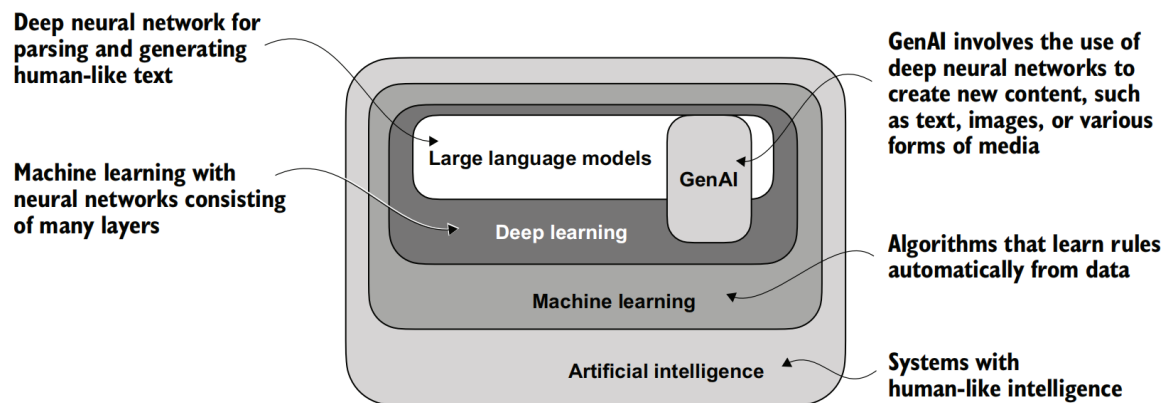 Deep neural network for
parsing and generating
human-like text
Machine learning with
neural networks consisting
of many layers
Large language models
GenAI
Deep learning
Machine learning
Artificial intelligence
GenAI involves the use of
deep neural networks to
create new content, such
as text, images, or various
forms of media
Algorithms that learn rules
automatically from data
Systems with
human-like intelligence